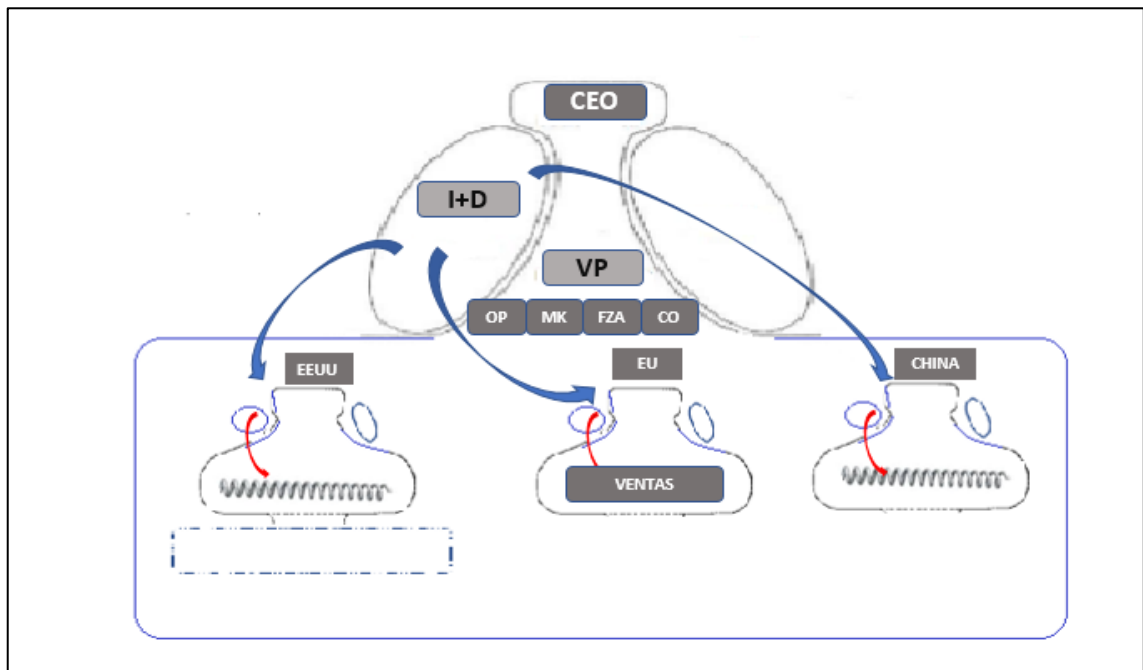 CEO
I+D
VP
OP MK FZA CO
EEUU EU CHINA
VENTAS